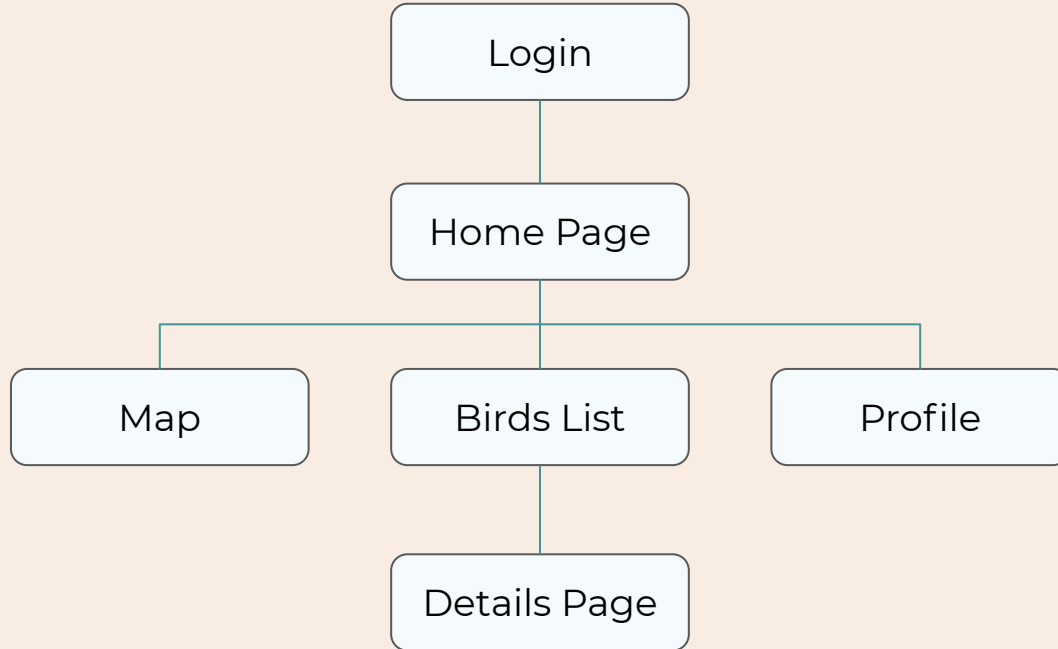 Login
Home Page
Map
Birds List
Profile
Details Page